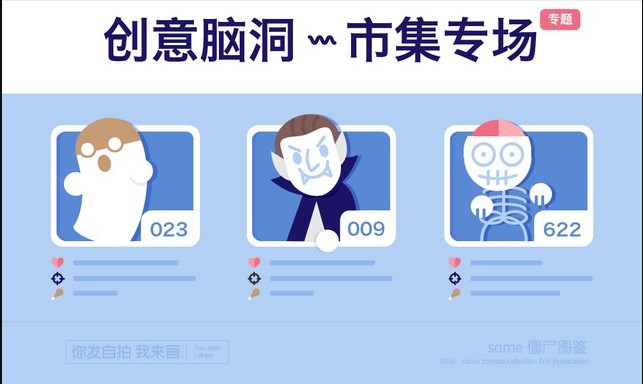 创意脑洞 市集专场
专题
023
009
622
你发自拍 我来画
You post
I draw
same 僵尸图鉴
2016 same zombie collection first publication